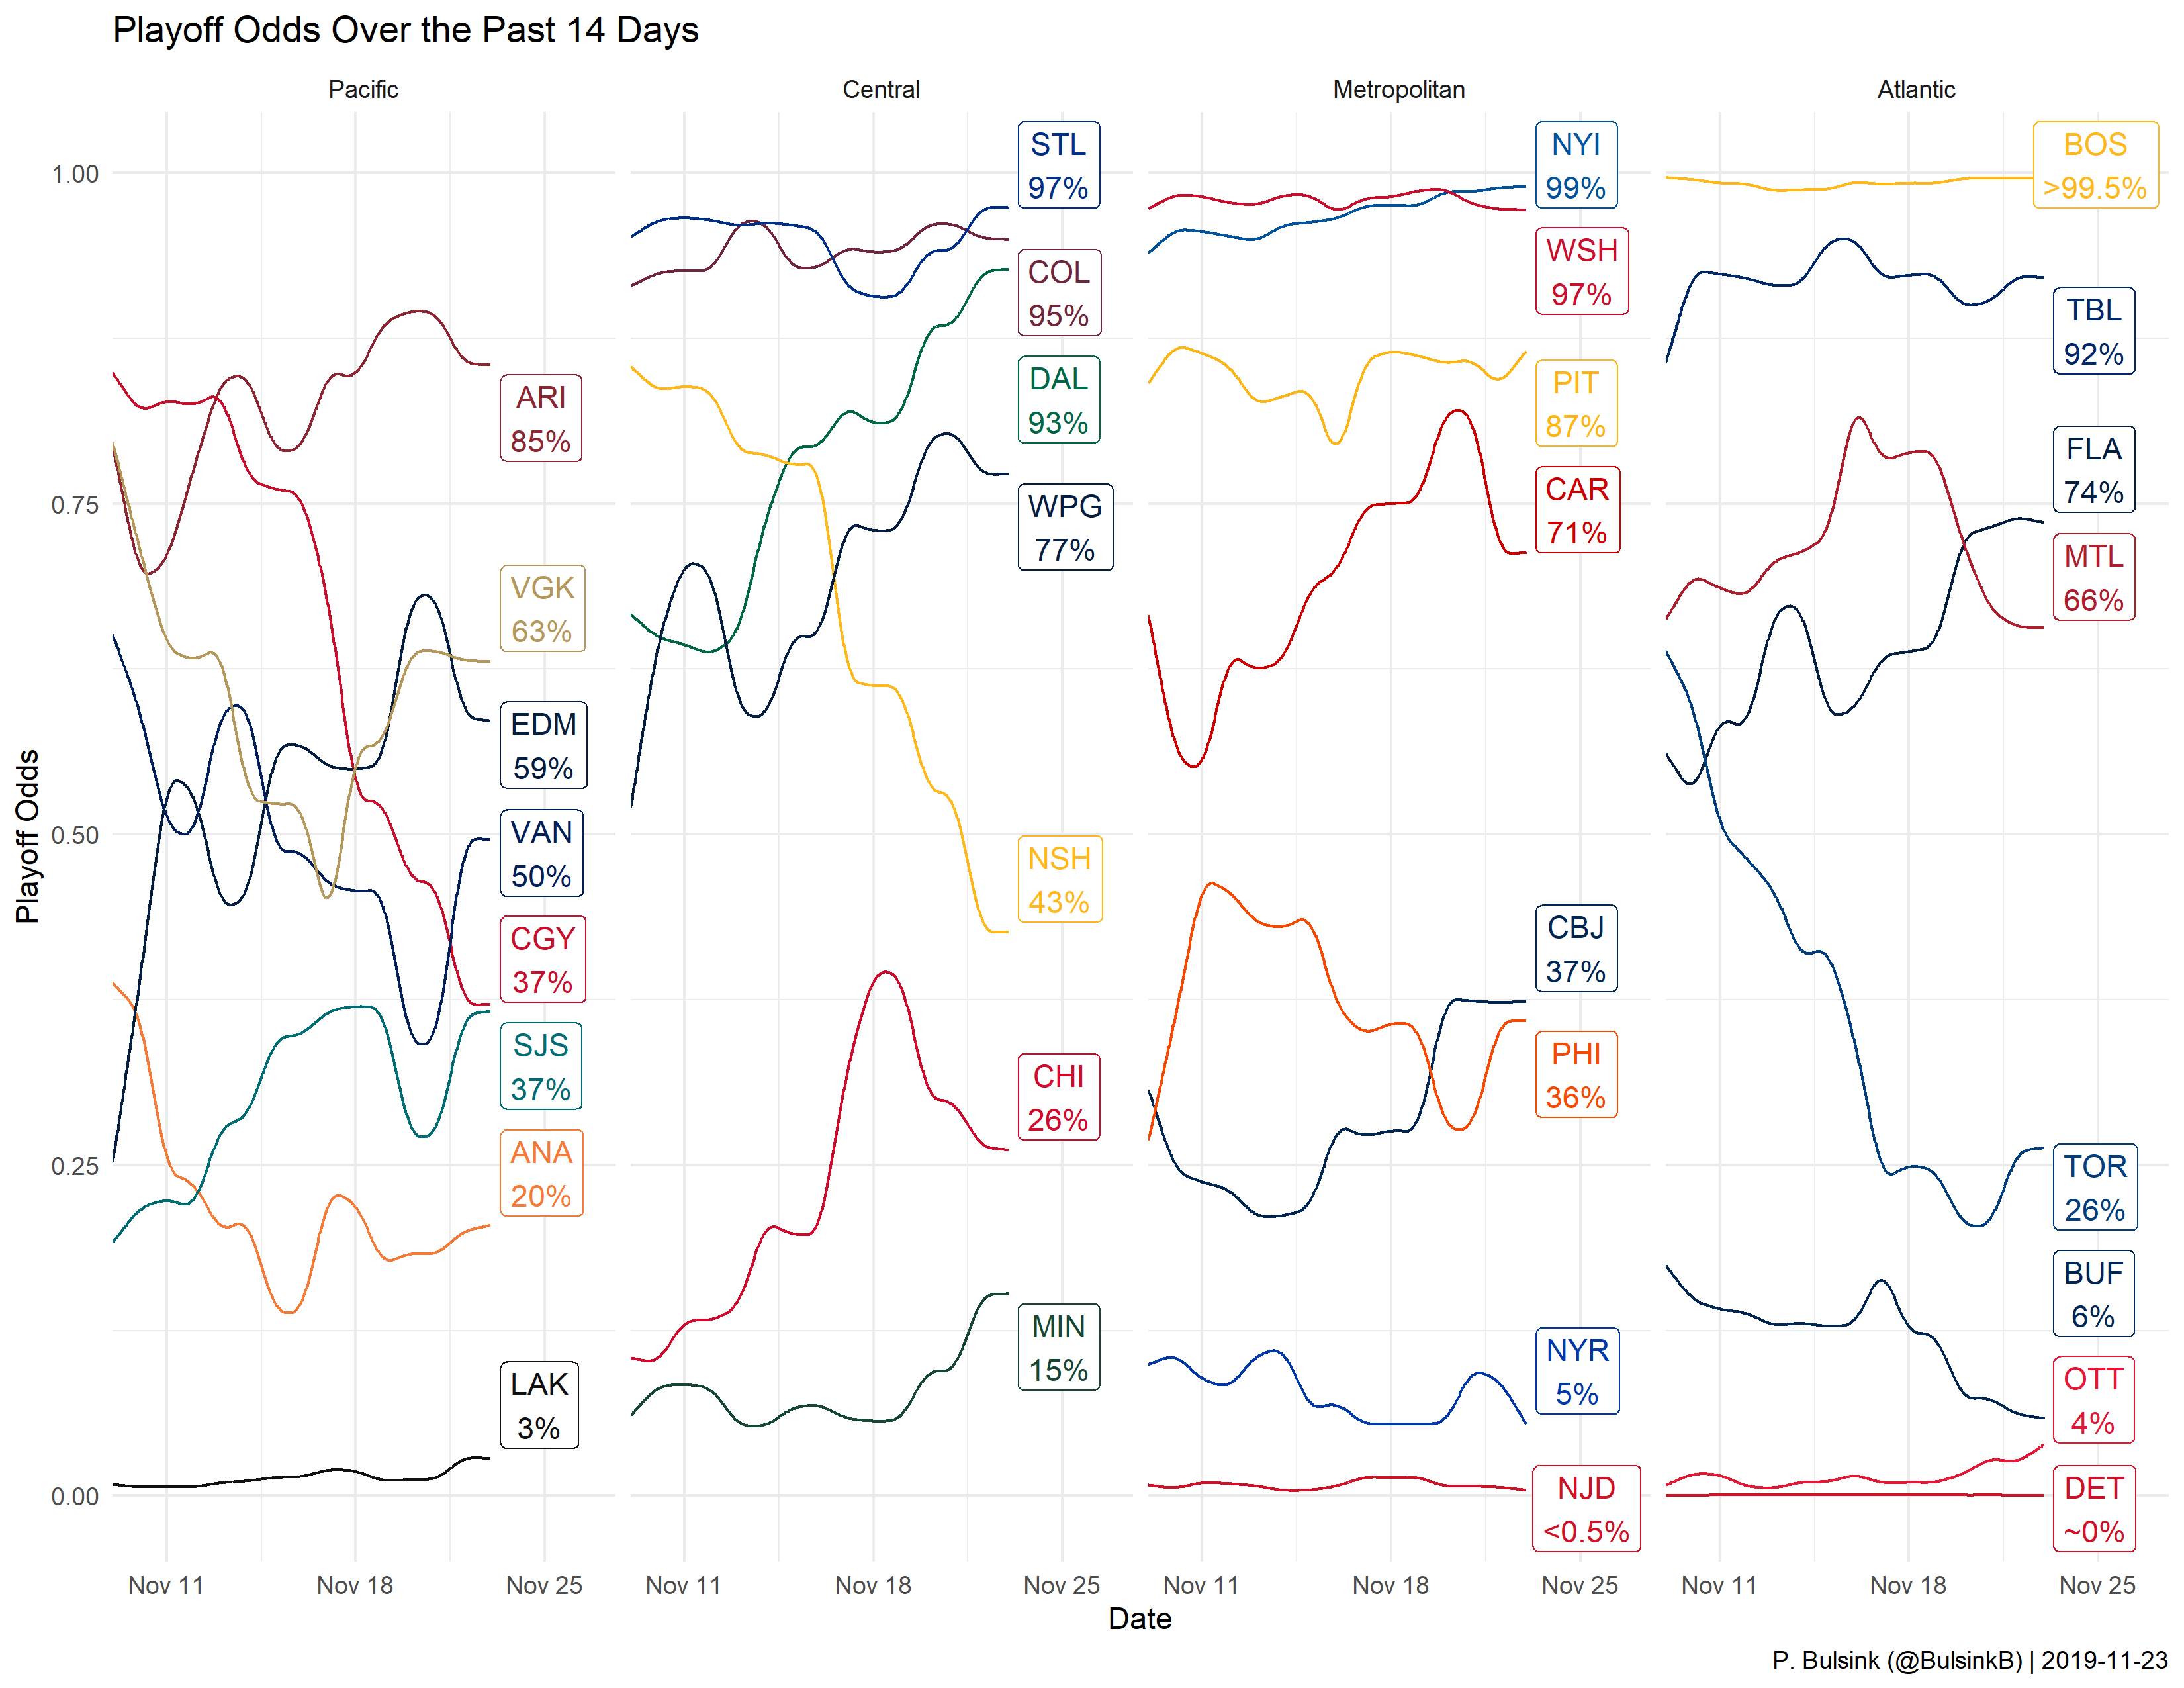 Playoff Odds Over the Past 14 Days
Pacific
Central
Metropolitan
Atlantic
Playoff Odds
1.00
0.75
0.50
0.25
0.00
ARI
85%
VGK
63%
EDM
59%
VAN
50%
CGY
37%
SJS
37%
ANA
20%
LAK
3%
STL
97%
COL
95%
DAL
93%
WPG
77%
NSH
43%
CHI
26%
MIN
15%
NYI
99%
WSH
97%
PIT
87%
CAR
71%
CBJ
37%
PHI
36%
NYR
5%
NJD
<0.5%
BOS
>99.5%
TBL
92%
FLA
74%
MTL
66%
TOR
26%
BUF
6%
OTT
4%
DET
~0%
Nov 11 Nov 18 Nov 25
Nov 11 Nov 18 Nov 25
Nov 11 Nov 18 Nov 25
Nov 11 Nov 18 Nov 25
Date
P. Bulsink (@BulsinkB) | 2019-11-23